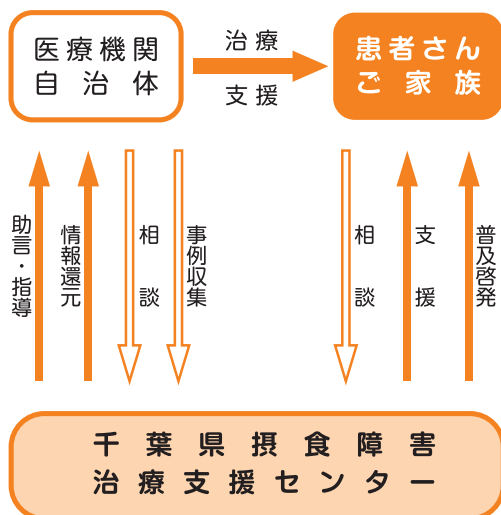 医療機関
自治体
治療
支援
患者さん
ご家族
助言・指導
情報還元
相談
事例収集
相談
支援
普及啓発
千葉県摂食障害
治療支援センター